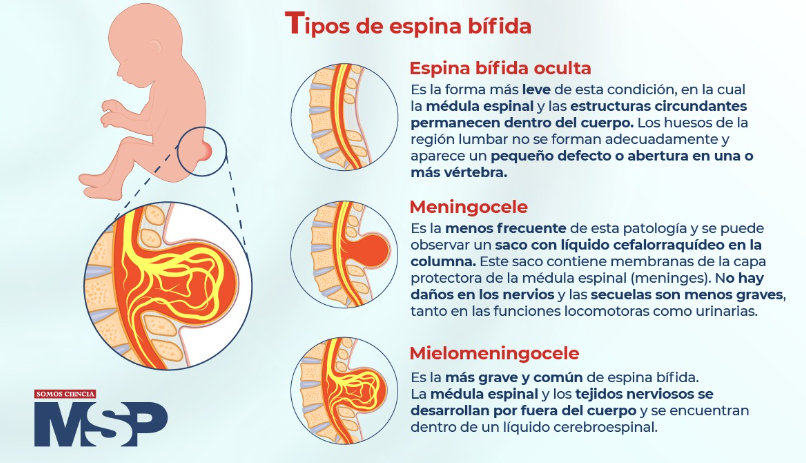 Tipos de espina bífida
Espina bífida oculta
Es la forma más leve de esta condición, en la cual
la médula espinal y las estructuras circundantes
permanecen dentro del cuerpo. Los huesos de la
región lumbar no se forman adecuadamente y
aparece un pequeño defecto o abertura en una o
más vértebra.
Meningocele
Es la menos frecuente de esta patología y se puede
observar un saco con líquido cefalorraquídeo en la
columna. Este saco contiene membranas de la capa
protectora de la médula espinal (meninges). No hay
daños en los nervios y las secuelas son menos graves,
tanto en las funciones locomotoras como urinarias.
Mielomeningocele
Es la más grave y común de espina bífida.
La médula espinal y los tejidos nerviosos se
desarrollan por fuera del cuerpo y se encuentran
dentro de un líquido cerebroespinal.
SOMOS CIENCIA
MSP